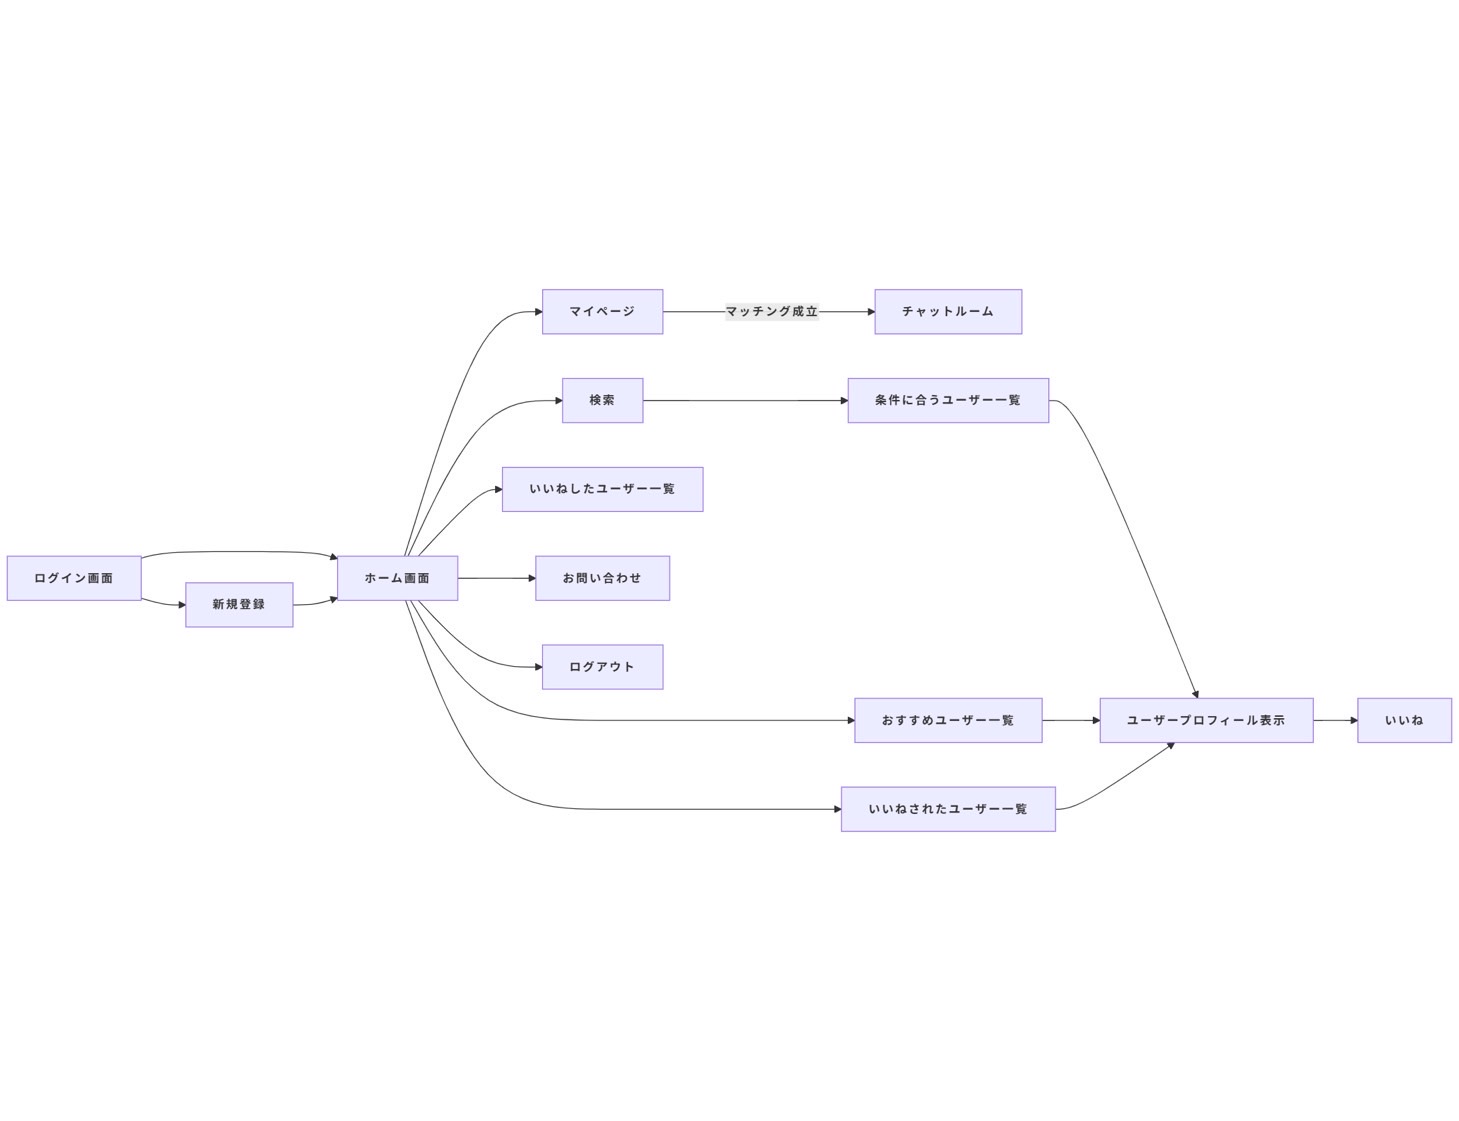 マイページ
マッチング成立
チャットルーム
検索
条件に合うユーザー一覧
いいねしたユーザー一覧
ログイン画面
新規登録
ホーム画面
お問い合わせ
ログアウト
おすすめユーザー一覧
ユーザープロフィール表示
いいね
いいねされたユーザー一覧